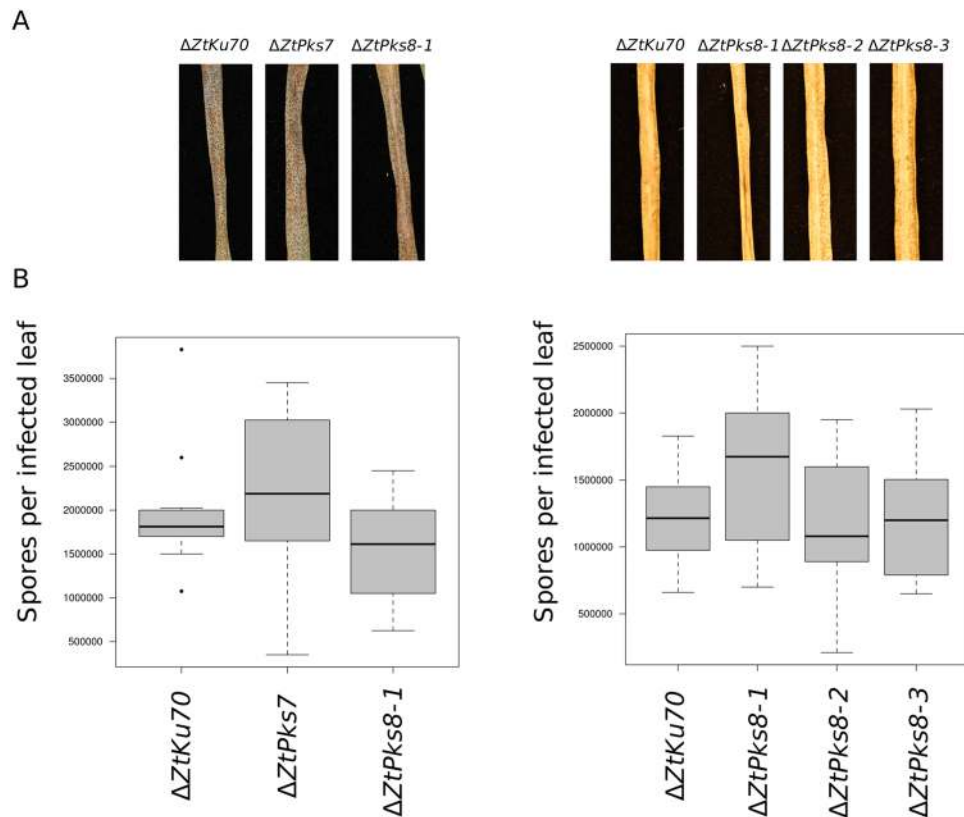 A
ΔZtKu70 ΔZtPks7 ΔZtPks8-1
ΔZtKu70 ΔZtPks8-1 ΔZtPks8-2 ΔZtPks8-3
B
Spores per infected leaf
3500000
3000000
2500000
2000000
1500000
1000000
500000
ΔZtKu70
ΔZtPks7
ΔZtPks8-1
Spores per infected leaf
2500000
2000000
1500000
1000000
500000
ΔZtKu70
ΔZtPks8-1
ΔZtPks8-2
ΔZtPks8-3